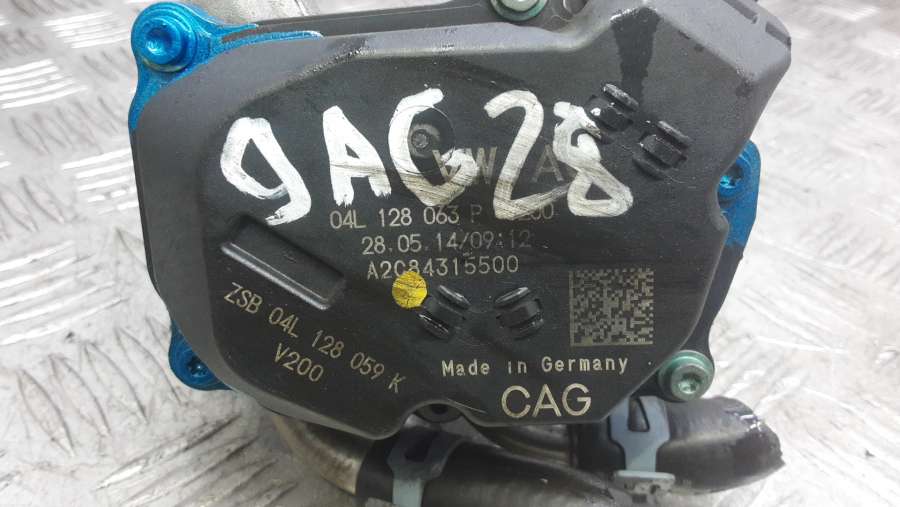 9AG28
VW A
04L 128 063 P
28.05.14/09:12
A2C84315500
ZSB 04L 128 059 K
V200
Made in Germany
CAG